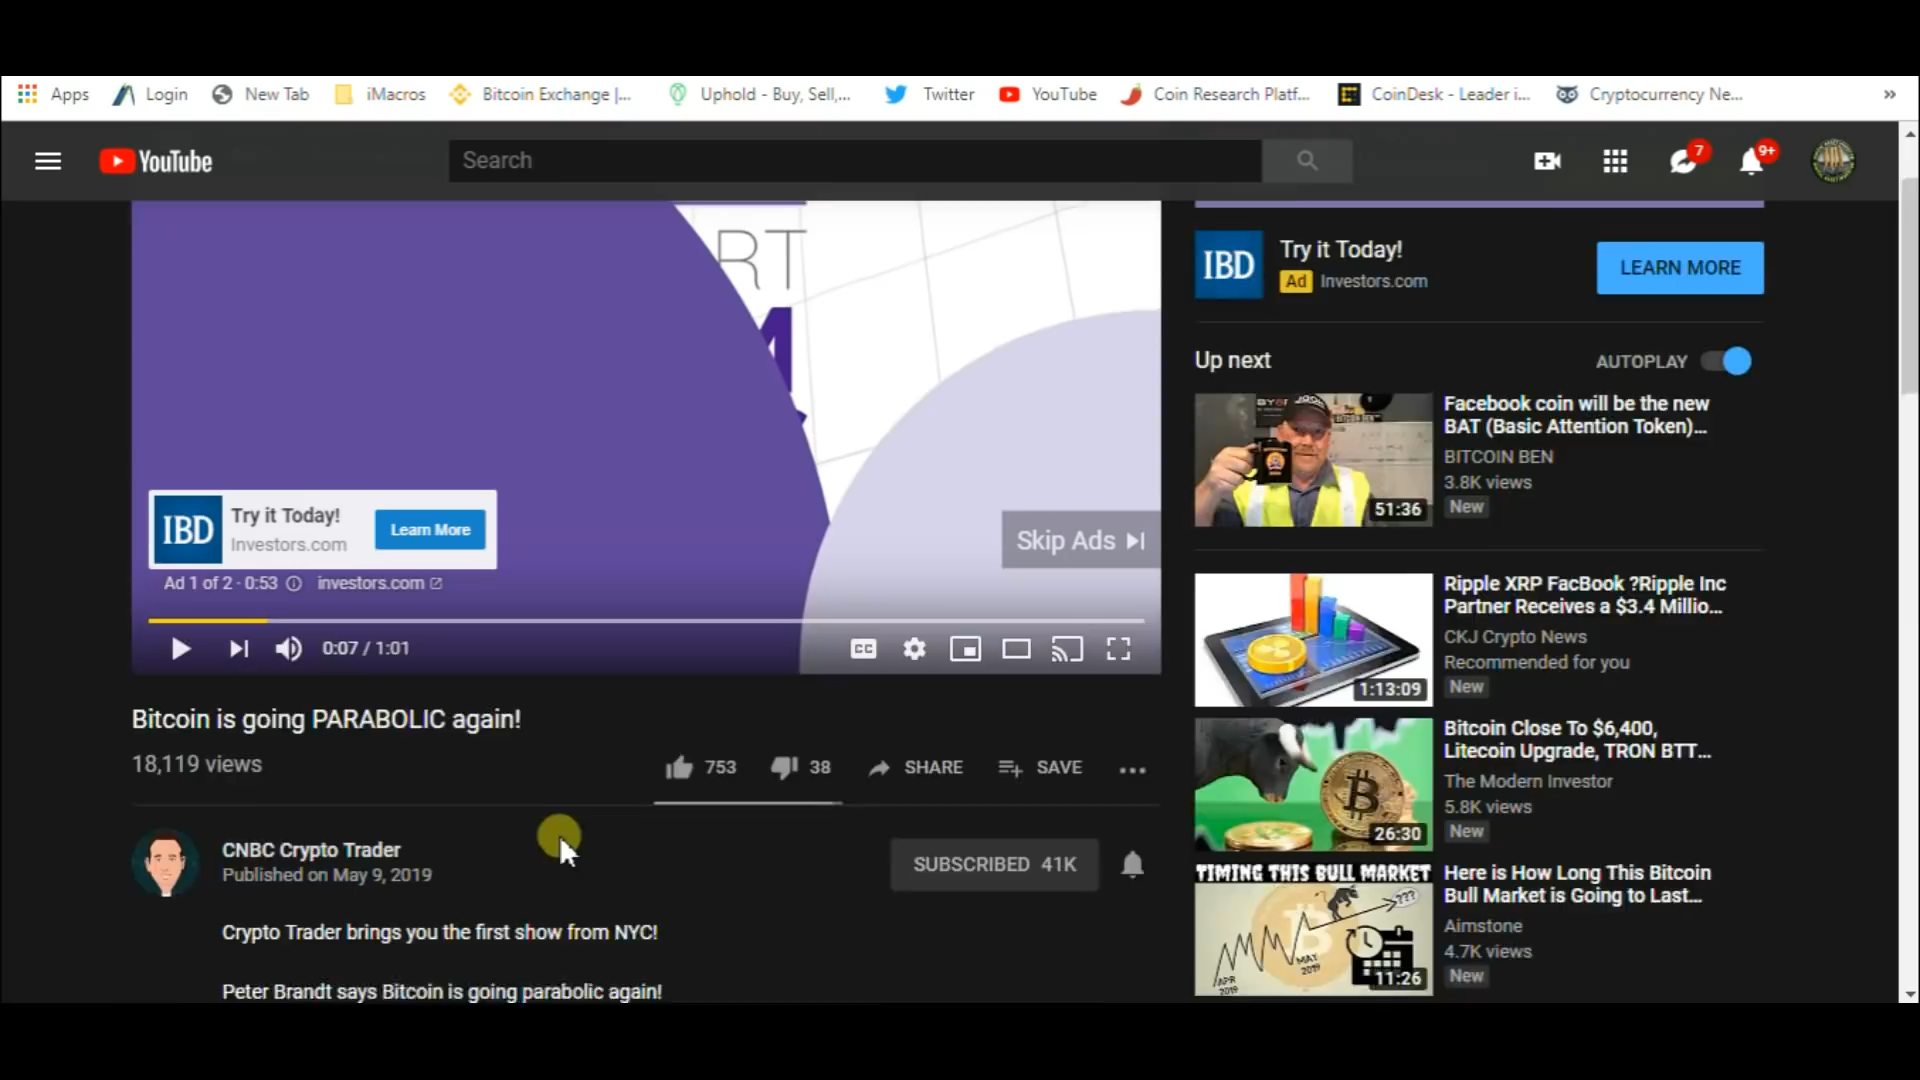 Apps Login New Tab iMacros Bitcoin Exchange |... Uphold - Buy, Sell,... Twitter YouTube Coin Research Platf... CoinDesk - Leader i... Cryptocurrency Ne... »
YouTube Search 7 9+
RT
IBD Try it Today!
Investors.com
Learn More
Skip Ads
Ad 1 of 2 · 0:53 investors.com
0:07 / 1:01
CC
Bitcoin is going PARABOLIC again!
18,119 views
753 38 SHARE SAVE
CNBC Crypto Trader
Published on May 9, 2019
SUBSCRIBED 41K
Crypto Trader brings you the first show from NYC!
Peter Brandt says Bitcoin is going parabolic again!
IBD Try it Today!
Ad Investors.com
LEARN MORE
Up next AUTOPLAY
51:36
Facebook coin will be the new
BAT (Basic Attention Token)...
BITCOIN BEN
3.8K views
New
1:13:09
Ripple XRP FacBook ?Ripple Inc
Partner Receives a $3.4 Millio...
CKJ Crypto News
Recommended for you
New
26:30
Bitcoin Close To $6,400,
Litecoin Upgrade, TRON BTT...
The Modern Investor
5.8K views
New
TIMING THIS BULL MARKET
???
APR
2019
MAY
2019
11:26
Here is How Long This Bitcoin
Bull Market is Going to Last...
Aimstone
4.7K views
New